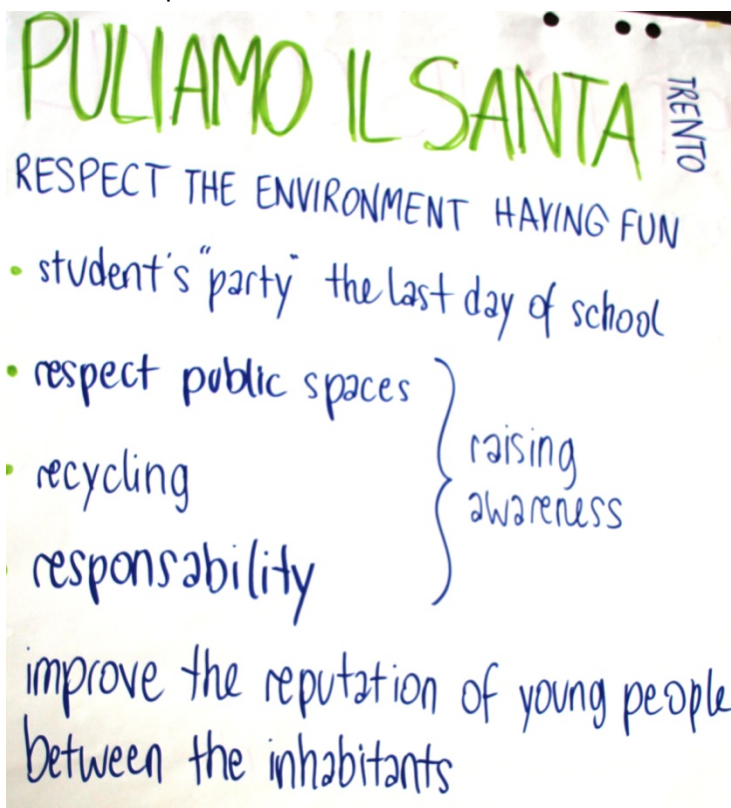 PULIAMO IL SANTA
TRENTO
RESPECT THE ENVIRONMENT HAVING FUN
• student's "party" the last day of school
• respect public spaces
• recycling
• responsability
raising
awareness
improve the reputation of young people
between the inhabitants